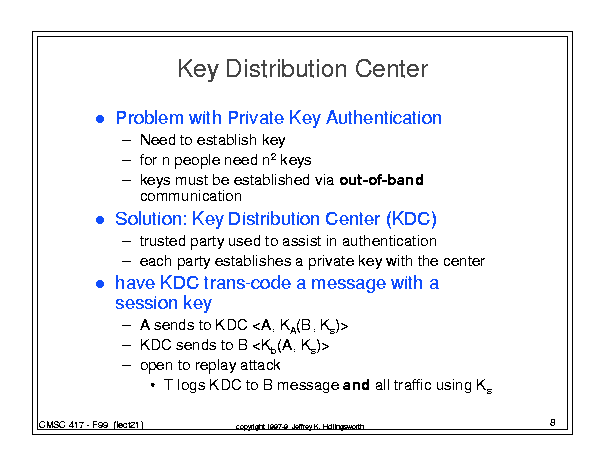 Key Distribution Center
● Problem with Private Key Authentication
– Need to establish key
– for n people need n² keys
– keys must be established via out-of-band
communication
● Solution: Key Distribution Center (KDC)
– trusted party used to assist in authentication
– each party establishes a private key with the center
● have KDC trans-code a message with a
session key
– A sends to KDC <A, K_A(B, K_s)>
– KDC sends to B <K_b(A, K_s)>
– open to replay attack
• T logs KDC to B message and all traffic using K_s
CMSC 417 - F99 (lect21)
copyright 1997-9 Jeffrey K. Hollingsworth
8